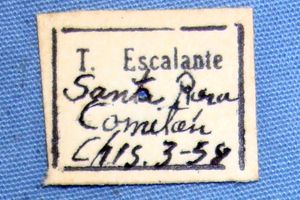 T. Escalante
Santa Rosa
Comitán
Chis. 3-58